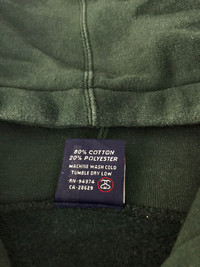 80% COTTON
20% POLYESTER
MACHINE WASH COLD
TUMBLE DRY LOW
RN-94974
CA-28629